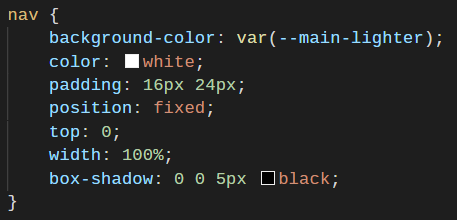 nav {
    background-color: var(--main-lighter);
    color: white;
    padding: 16px 24px;
    position: fixed;
    top: 0;
    width: 100%;
    box-shadow: 0 0 5px black;
}